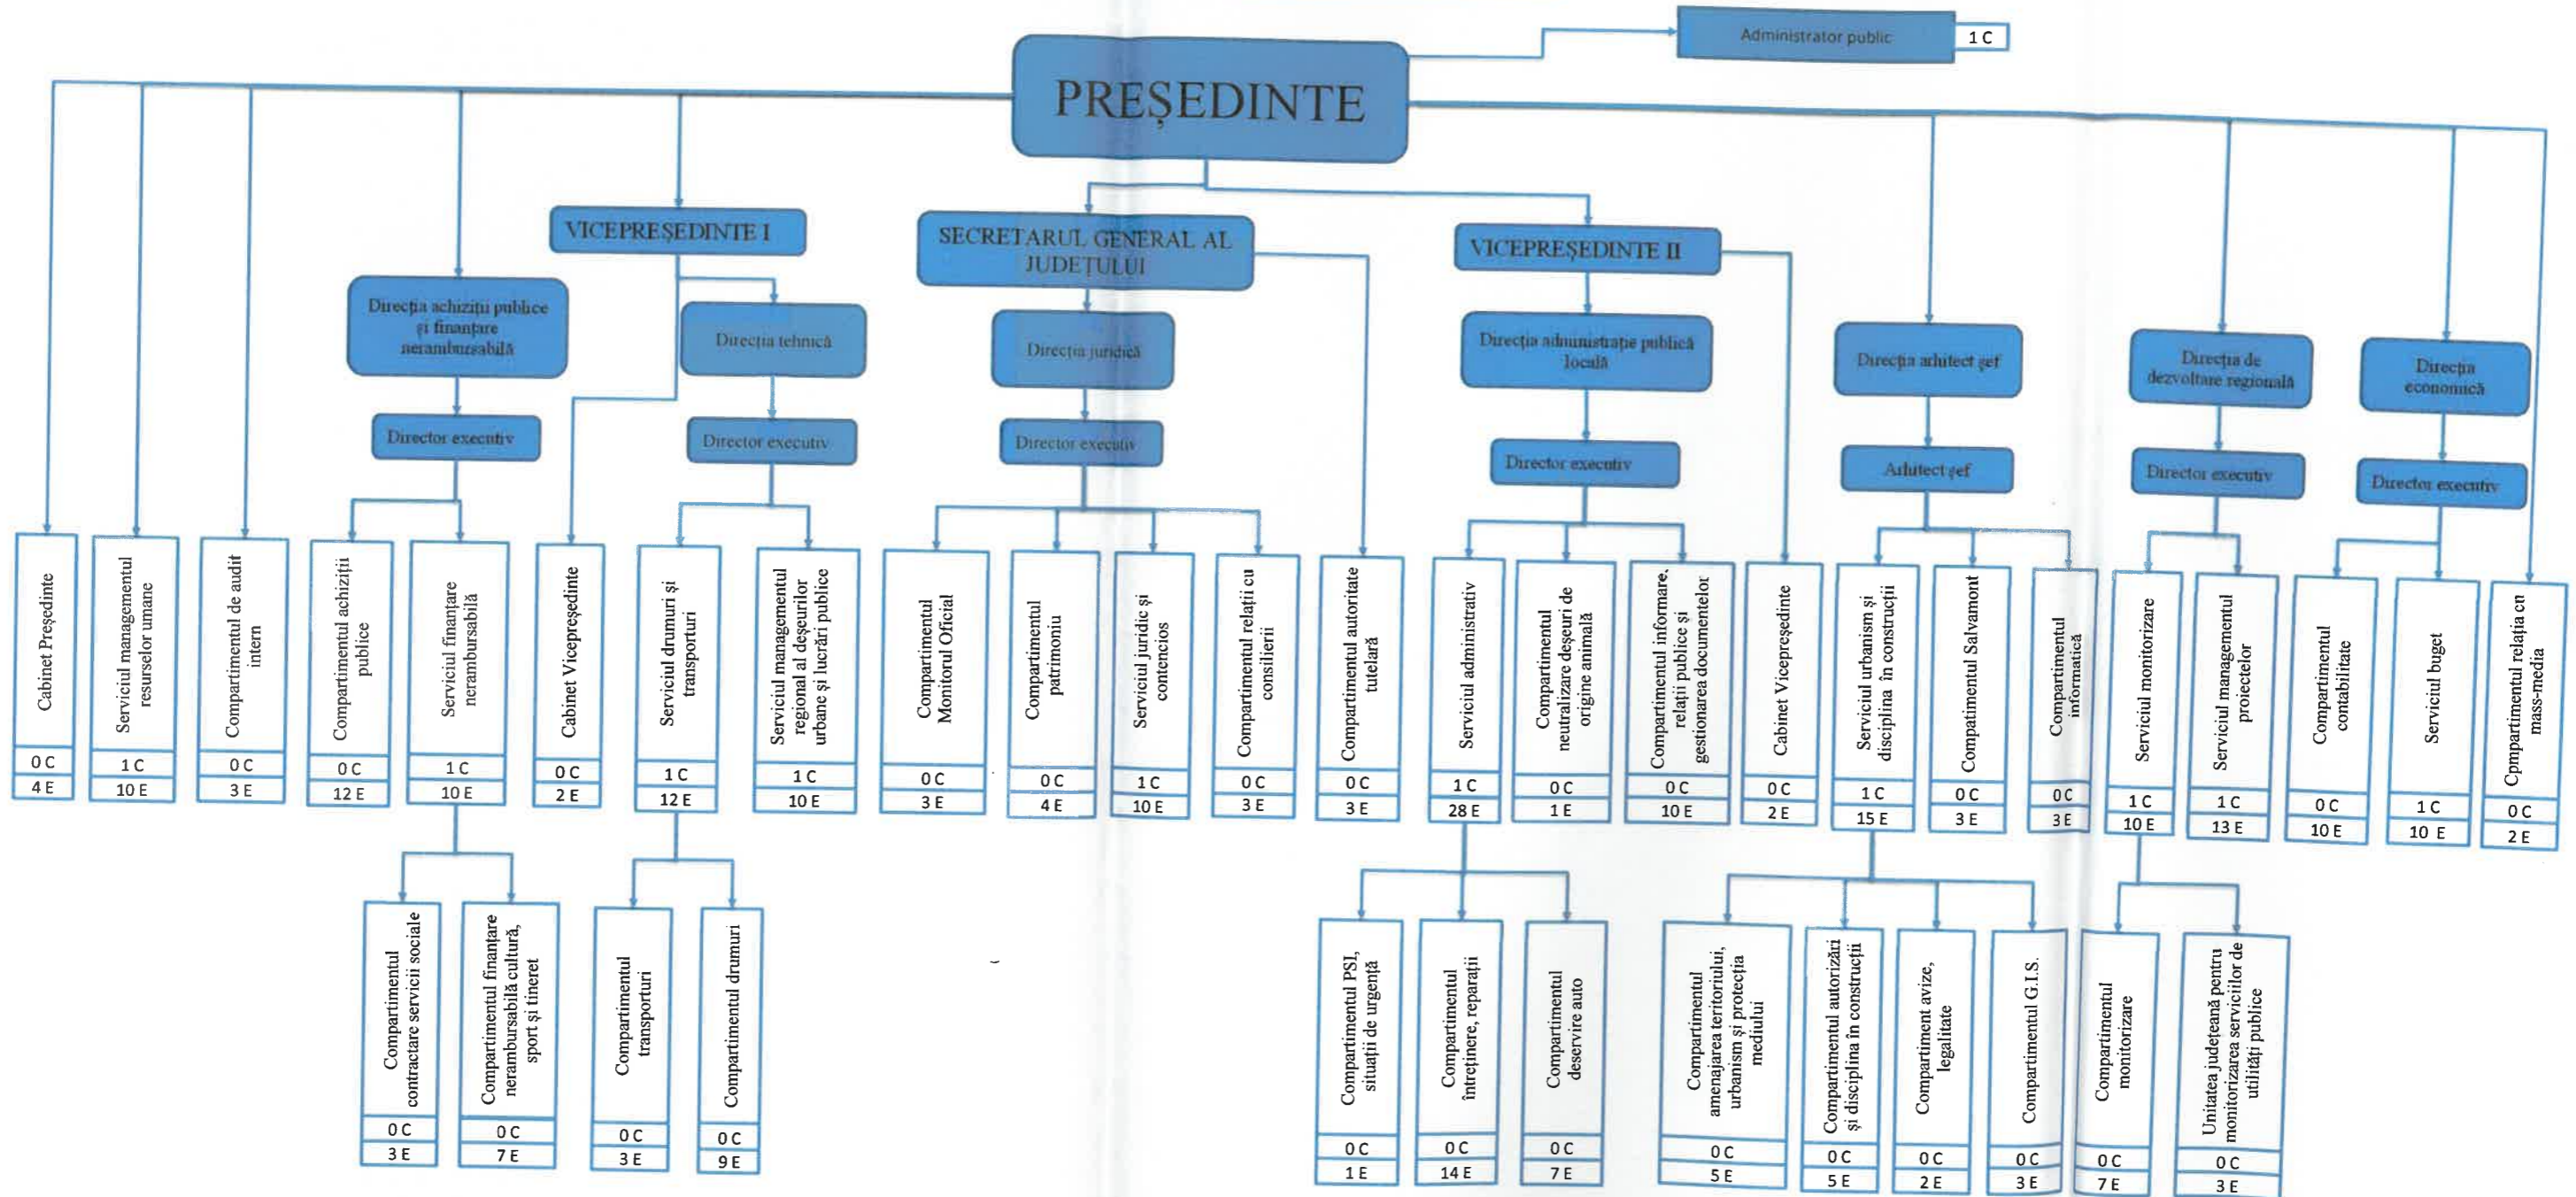 Administrator public
1 C
PREȘEDINTE
VICEPREȘEDINTE I
SECRETARUL GENERAL AL
JUDEȚULUI
VICEPREȘEDINTE II
Direcția achiziții publice
și finanțare
nerambursabilă
Direcția tehnică
Direcția juridică
Direcția administrație publică
locală
Direcția arhitect șef
Direcția de
dezvoltare regională
Direcția
economică
Director executiv
Director executiv
Director executiv
Director executiv
Arhitect șef
Director executiv
Director executiv
Cabinet Președinte
0 C
4 E
Serviciul managementul
resurselor umane
1 C
10 E
Compartimentul de audit
intern
0 C
3 E
Compartimentul achiziții
publice
0 C
12 E
Serviciul finanțare
nerambursabilă
1 C
10 E
Cabinet Vicepreședinte
0 C
2 E
Serviciul drumuri și
transporturi
1 C
12 E
Serviciul managementul
regional al deșeurilor
urbane și lucrări publice
1 C
10 E
Compartimentul
Monitorul Oficial
0 C
3 E
Compartimentul
patrimoniu
0 C
4 E
Serviciul juridic și
contencios
1 C
10 E
Compartimentul relații cu
consilierii
0 C
3 E
Compartimentul autoritate
tutelară
0 C
3 E
Serviciul administrativ
1 C
28 E
Compartimentul
neutralizare deșeuri de
origine animală
0 C
1 E
Compartimentul informare,
relații publice și
gestionarea documentelor
0 C
10 E
Cabinet Vicepreședinte
0 C
2 E
Serviciul urbanism și
disciplina în construcții
1 C
15 E
Compatimentul Salvamont
0 C
3 E
Compartimentul
informatică
0 C
3 E
Serviciul monitorizare
1 C
10 E
Serviciul managementul
proiectelor
1 C
13 E
Compartimentul
contabilitate
0 C
10 E
Serviciul buget
1 C
10 E
Cpmpartimentul relația cu
mass-media
0 C
2 E
Compartimentul
contractare servicii sociale
0 C
3 E
Compartimentul finanțare
nerambursabilă cultură,
sport și tineret
0 C
7 E
Compartimentul
transporturi
0 C
3 E
Compartimentul drumuri
0 C
9 E
Compartimentul PSI,
situații de urgență
0 C
1 E
Compartimentul
întreținere, reparații
0 C
14 E
Compartimentul
deservire auto
0 C
7 E
Compartimentul
amenajarea teritoriului,
urbanism și protecția
mediului
0 C
5 E
Compartimentul autorizări
și disciplina în construcții
0 C
5 E
Compartiment avize,
legalitate
0 C
2 E
Compartimentul G.I.S.
0 C
3 E
Compartimentul
monitorizare
0 C
7 E
Unitatea județeană pentru
monitorizarea serviciilor de
utilități publice
0 C
3 E